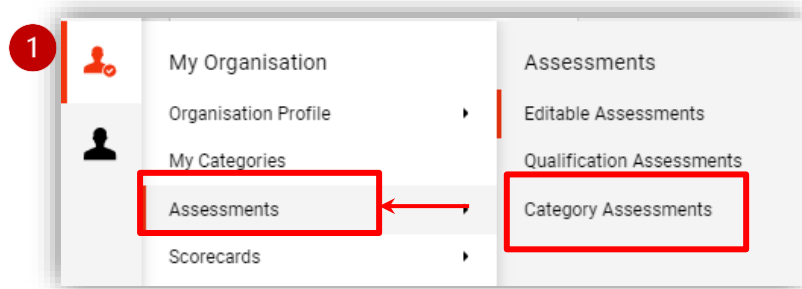 1
My Organisation
Organisation Profile
My Categories
Assessments
Scorecards
Assessments
Editable Assessments
Qualification Assessments
Category Assessments